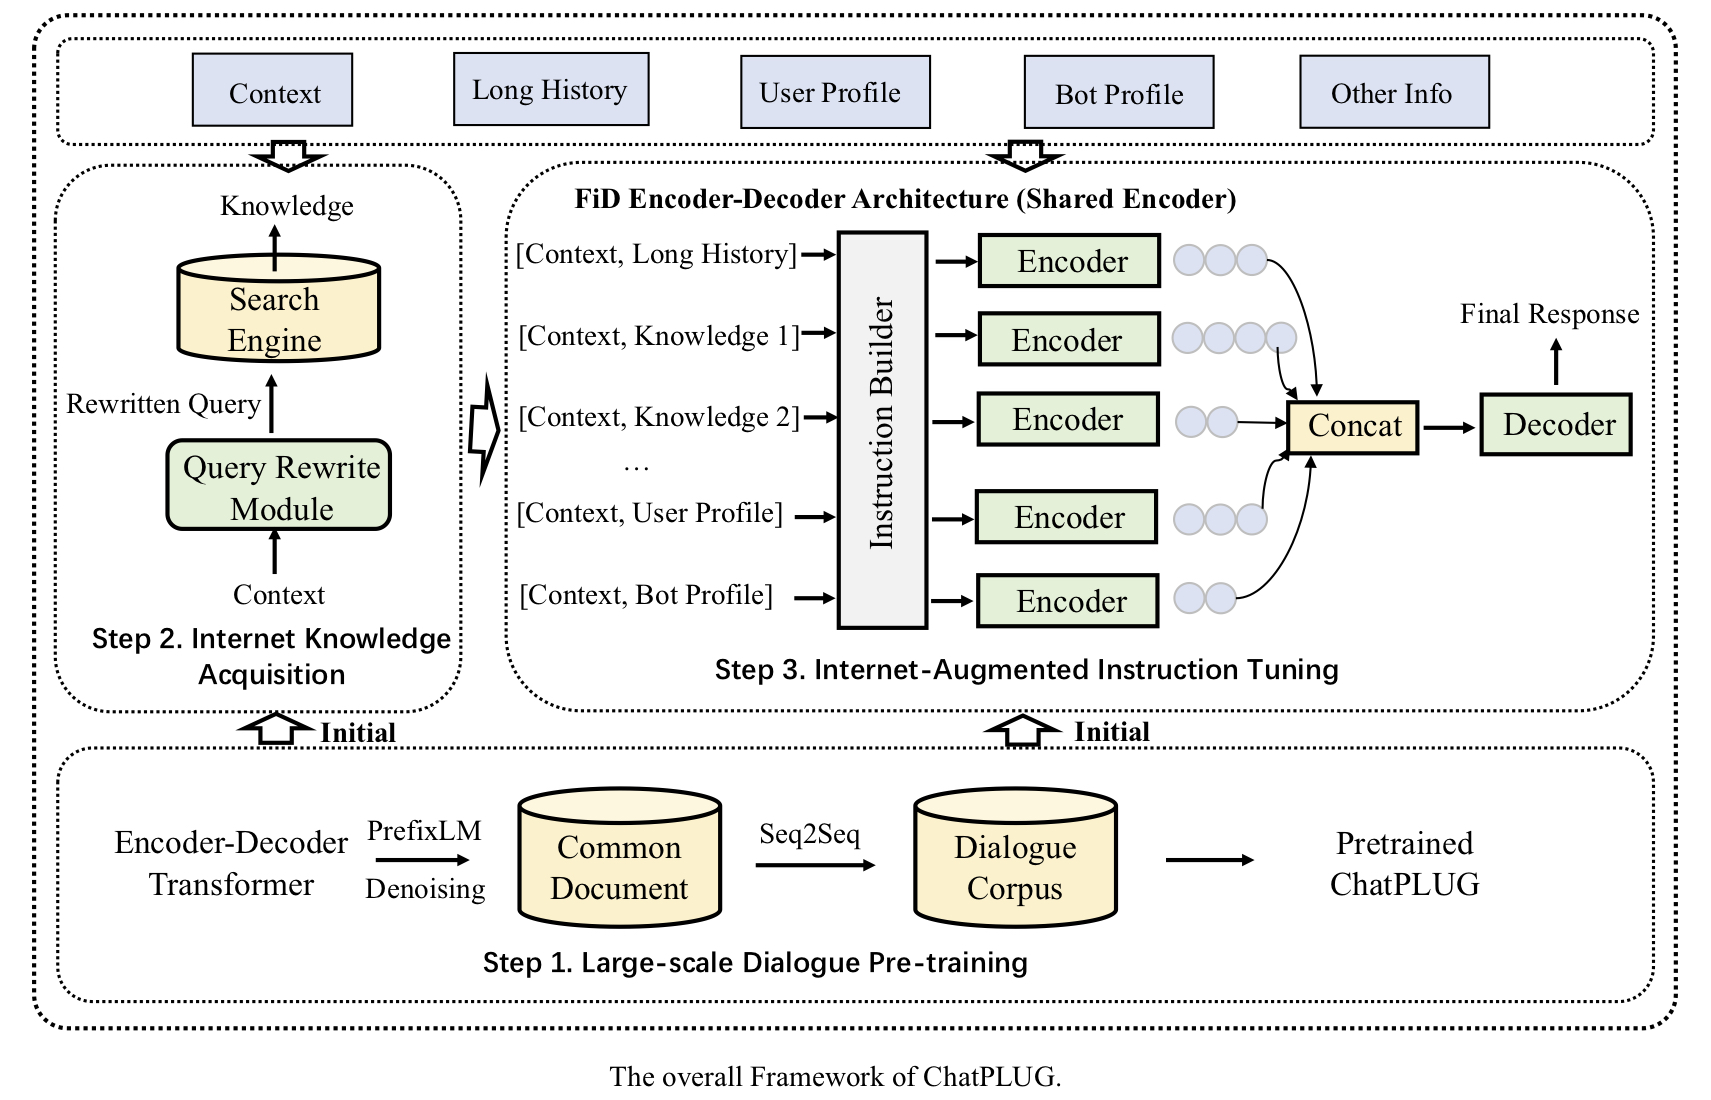 Context
Long History
User Profile
Bot Profile
Other Info
Knowledge
Search
Engine
Rewritten Query
Query Rewrite
Module
Context
Step 2. Internet Knowledge
Acquisition
FiD Encoder-Decoder Architecture (Shared Encoder)
[Context, Long History]
[Context, Knowledge 1]
[Context, Knowledge 2]
...
[Context, User Profile]
[Context, Bot Profile]
Instruction Builder
Encoder
Encoder
Encoder
Encoder
Encoder
Concat
Decoder
Final Response
Step 3. Internet-Augmented Instruction Tuning
Initial
Initial
Encoder-Decoder
Transformer
PrefixLM
Denoising
Common
Document
Seq2Seq
Dialogue
Corpus
Pretrained
ChatPLUG
Step 1. Large-scale Dialogue Pre-training
The overall Framework of ChatPLUG.